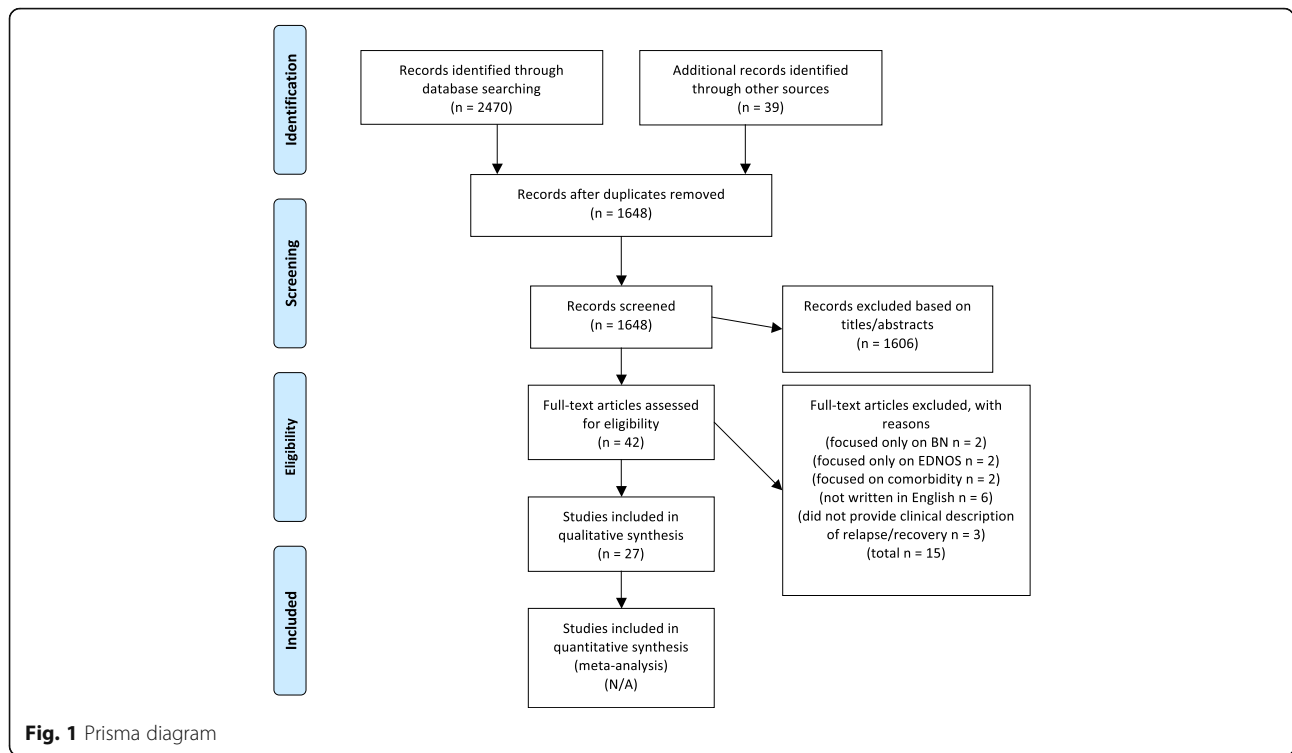 Identification
Records identified through
database searching
(n = 2470)
Additional records identified
through other sources
(n = 39)
Records after duplicates removed
(n = 1648)
Screening
Records screened
(n = 1648)
Records excluded based on
titles/abstracts
(n = 1606)
Eligibility
Full-text articles assessed
for eligibility
(n = 42)
Full-text articles excluded, with
reasons
(focused only on BN n = 2)
(focused only on EDNOS n = 2)
(focused on comorbidity n = 2)
(not written in English n = 6)
(did not provide clinical description
of relapse/recovery n = 3)
(total n = 15)
Studies included in
qualitative synthesis
(n = 27)
Included
Studies included in
quantitative synthesis
(meta-analysis)
(N/A)
Fig. 1 Prisma diagram